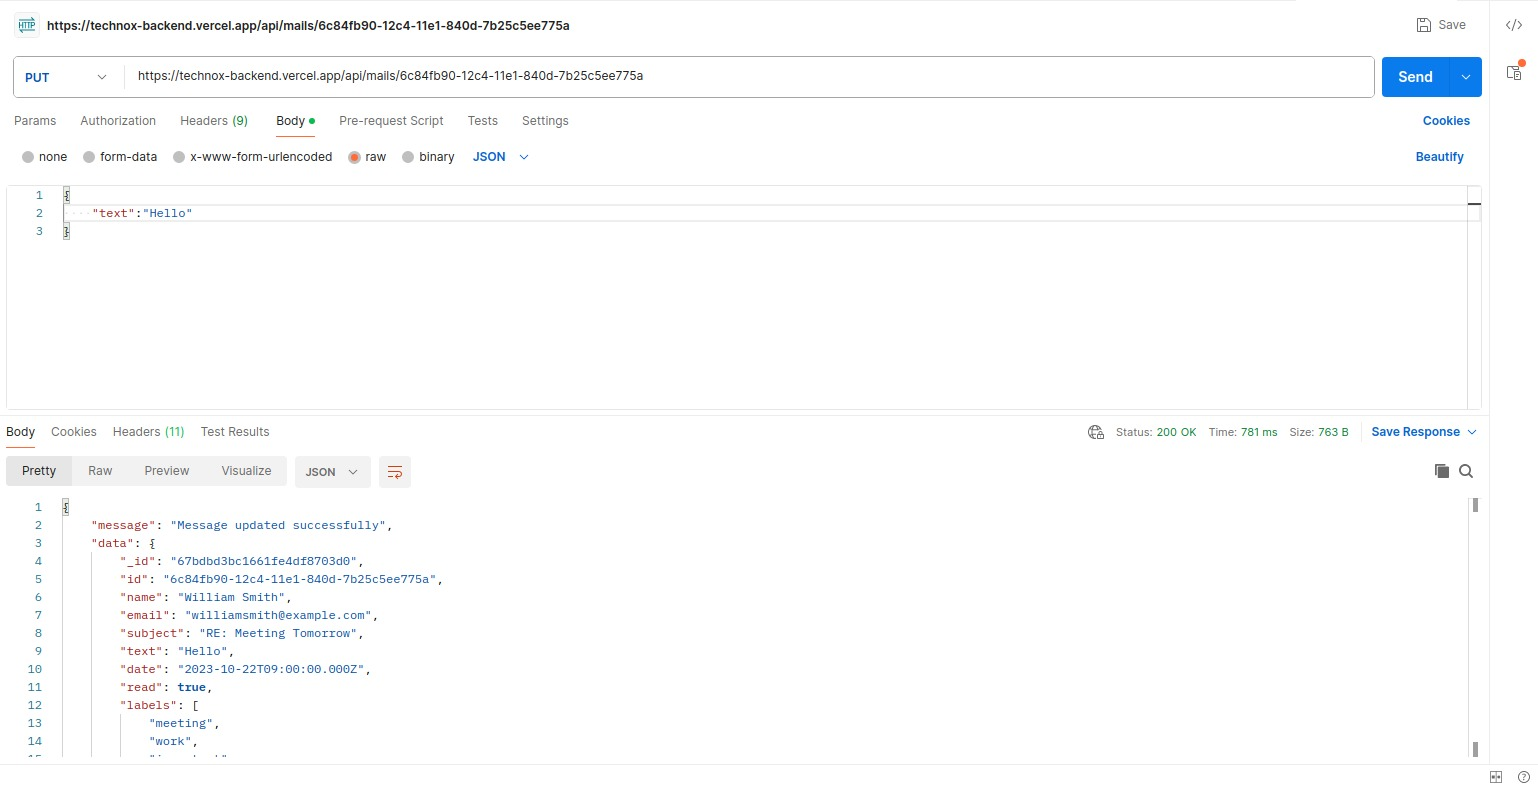 HTTP https://technox-backend.vercel.app/api/mails/6c84fb90-12c4-11e1-840d-7b25c5ee775a Save </>
PUT https://technox-backend.vercel.app/api/mails/6c84fb90-12c4-11e1-840d-7b25c5ee775a Send
Params Authorization Headers (9) Body Pre-request Script Tests Settings Cookies
none form-data x-www-form-urlencoded raw binary JSON Beautify
1 {
2 "text":"Hello"
3 }
Body Cookies Headers (11) Test Results Status: 200 OK Time: 781 ms Size: 763 B Save Response
Pretty Raw Preview Visualize JSON
1 {
2 "message": "Message updated successfully",
3 "data": {
4 "_id": "67bdbd3bc1661fe4df8703d0",
5 "id": "6c84fb90-12c4-11e1-840d-7b25c5ee775a",
6 "name": "William Smith",
7 "email": "williamsmith@example.com",
8 "subject": "RE: Meeting Tomorrow",
9 "text": "Hello",
10 "date": "2023-10-22T09:00:00.000Z",
11 "read": true,
12 "labels": [
13 "meeting",
14 "work",